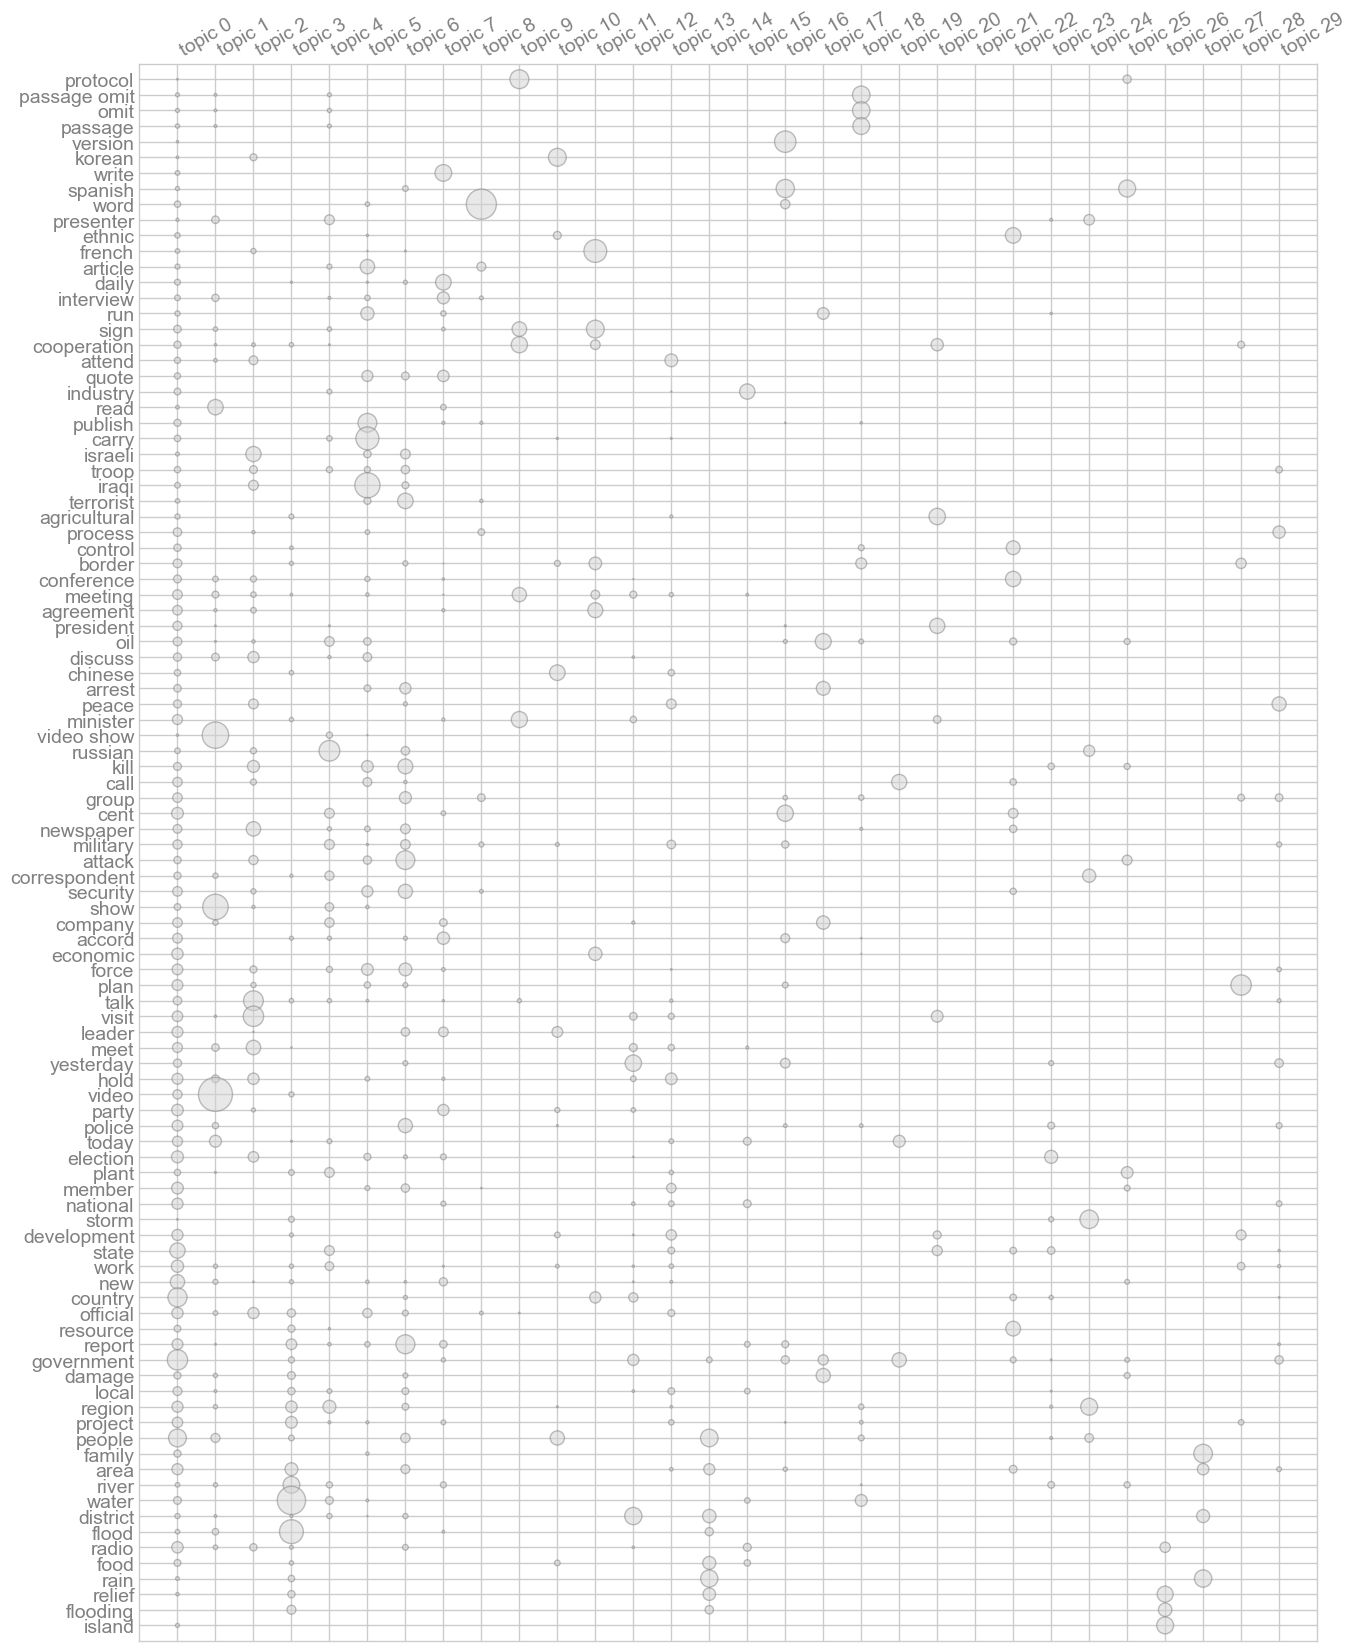 topic 0 topic 1 topic 2 topic 3 topic 4 topic 5 topic 6 topic 7 topic 8 topic 9 topic 10 topic 11 topic 12 topic 13 topic 14 topic 15 topic 16 topic 17 topic 18 topic 19 topic 20 topic 21 topic 22 topic 23 topic 24 topic 25 topic 26 topic 27 topic 28 topic 29
protocol
passage omit
omit
passage
version
korean
write
spanish
word
presenter
ethnic
french
article
daily
interview
run
sign
cooperation
attend
quote
industry
read
publish
carry
israeli
troop
iraqi
terrorist
agricultural
process
control
border
conference
meeting
agreement
president
oil
discuss
chinese
arrest
peace
minister
video show
russian
kill
call
group
cent
newspaper
military
attack
correspondent
security
show
company
accord
economic
force
plan
talk
visit
leader
meet
yesterday
hold
video
party
police
today
election
plant
member
national
storm
development
state
work
new
country
official
resource
report
government
damage
local
region
project
people
family
area
river
water
district
flood
radio
food
rain
relief
flooding
island